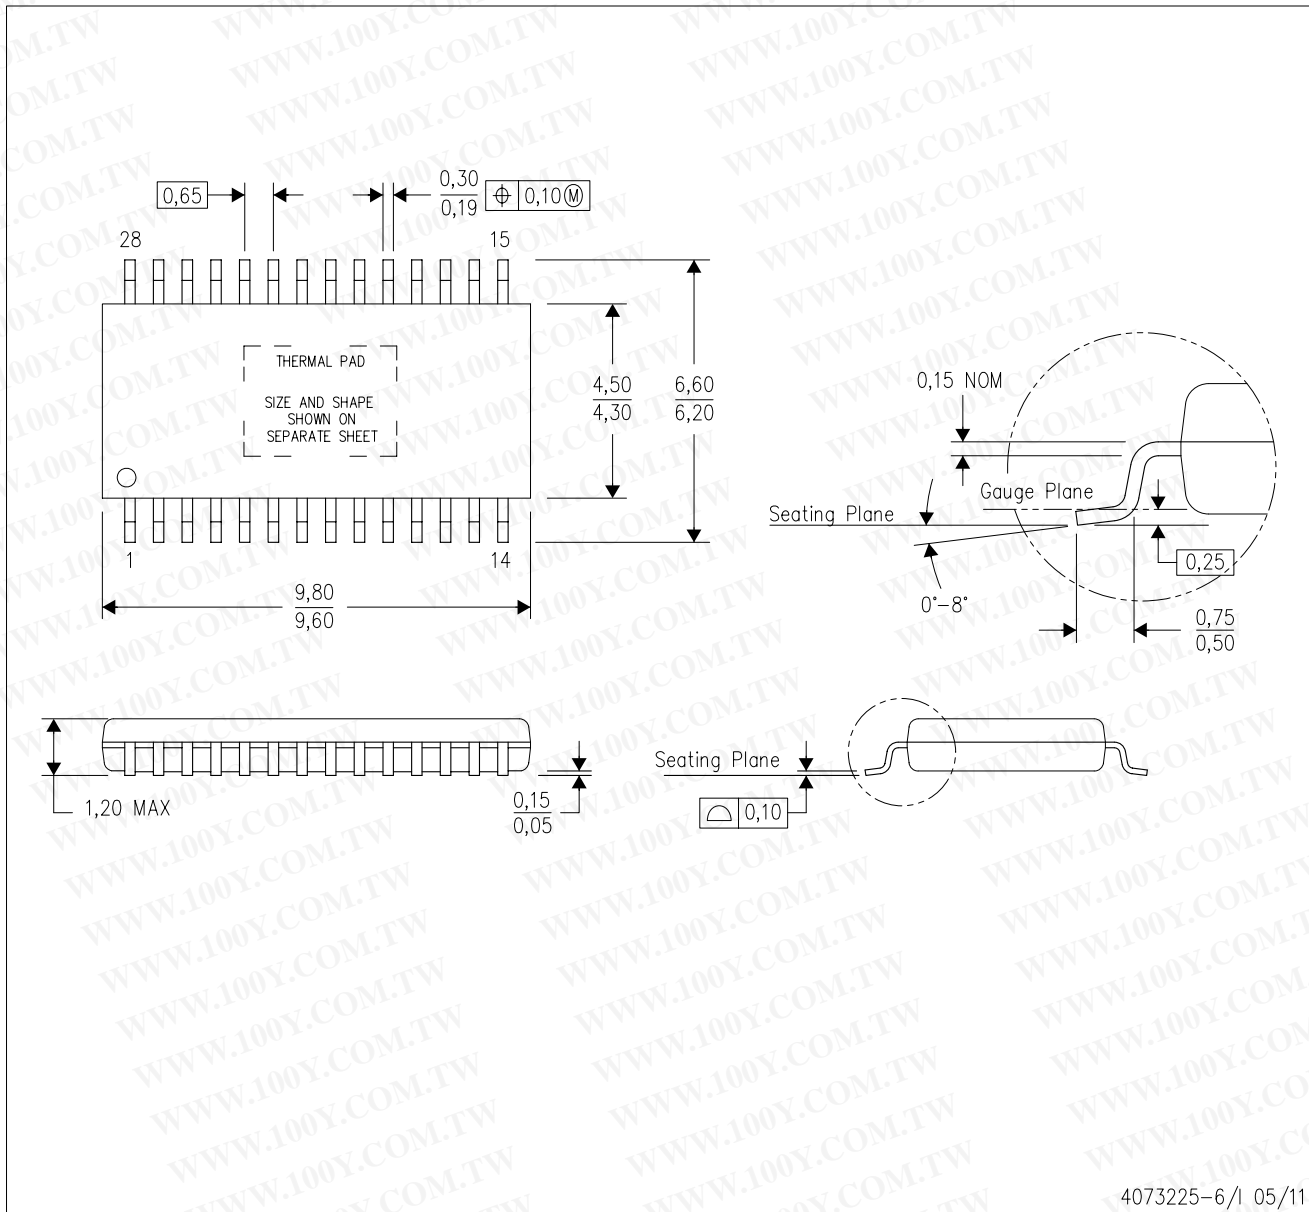 0,65
0,30
0,19
0,10 Ⓜ
28
15
THERMAL PAD
SIZE AND SHAPE
SHOWN ON
SEPARATE SHEET
4,50
4,30
6,60
6,20
1
14
9,80
9,60
0,15 NOM
Gauge Plane
Seating Plane
0,25
0°-8°
0,75
0,50
1,20 MAX
0,15
0,05
Seating Plane
0,10
4073225-6/I 05/11
WWW.100Y.COM.TW